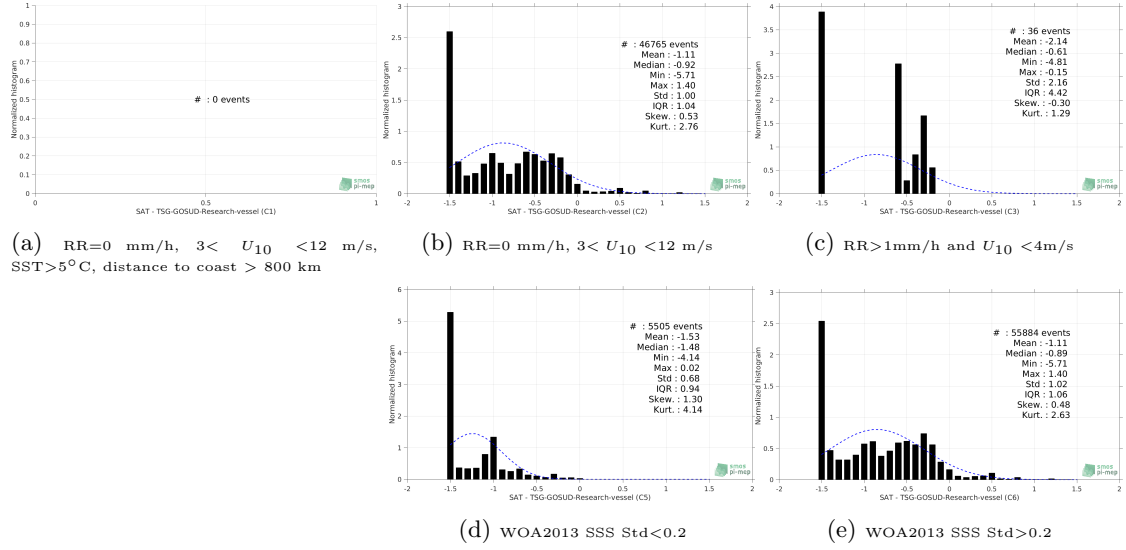 1
0.9
0.8
0.7
0.6
0.5
0.4
0.3
0.2
0.1
0
Normalized histogram
# : 0 events
smos
pi-mep
0 0.5 1
SAT - TSG-GOSUD-Research-vessel (C1)
(a) RR=0 mm/h, 3< U10 <12 m/s,
SST>5°C, distance to coast > 800 km
3
2.5
2
1.5
1
0.5
0
Normalized histogram
# : 46765 events
Mean : -1.11
Median : -0.92
Min : -5.71
Max : 1.40
Std : 1.00
IQR : 1.04
Skew. : 0.53
Kurt. : 2.76
smos
pi-mep
-2 -1.5 -1 -0.5 0 0.5 1 1.5 2
SAT - TSG-GOSUD-Research-vessel (C2)
(b) RR=0 mm/h, 3< U10 <12 m/s
4
3.5
3
2.5
2
1.5
1
0.5
0
Normalized histogram
# : 36 events
Mean : -2.14
Median : -0.61
Min : -4.81
Max : -0.15
Std : 2.16
IQR : 4.42
Skew. : -0.30
Kurt. : 1.29
smos
pi-mep
-2 -1.5 -1 -0.5 0 0.5 1 1.5 2
SAT - TSG-GOSUD-Research-vessel (C3)
(c) RR>1mm/h and U10 <4m/s
6
5
4
3
2
1
0
Normalized histogram
# : 5505 events
Mean : -1.53
Median : -1.48
Min : -4.14
Max : 0.02
Std : 0.68
IQR : 0.94
Skew. : 1.30
Kurt. : 4.14
smos
pi-mep
-2 -1.5 -1 -0.5 0 0.5 1 1.5 2
SAT - TSG-GOSUD-Research-vessel (C5)
(d) WOA2013 SSS Std<0.2
3
2.5
2
1.5
1
0.5
0
Normalized histogram
# : 55884 events
Mean : -1.11
Median : -0.89
Min : -5.71
Max : 1.40
Std : 1.02
IQR : 1.06
Skew. : 0.48
Kurt. : 2.63
smos
pi-mep
-2 -1.5 -1 -0.5 0 0.5 1 1.5 2
SAT - TSG-GOSUD-Research-vessel (C6)
(e) WOA2013 SSS Std>0.2